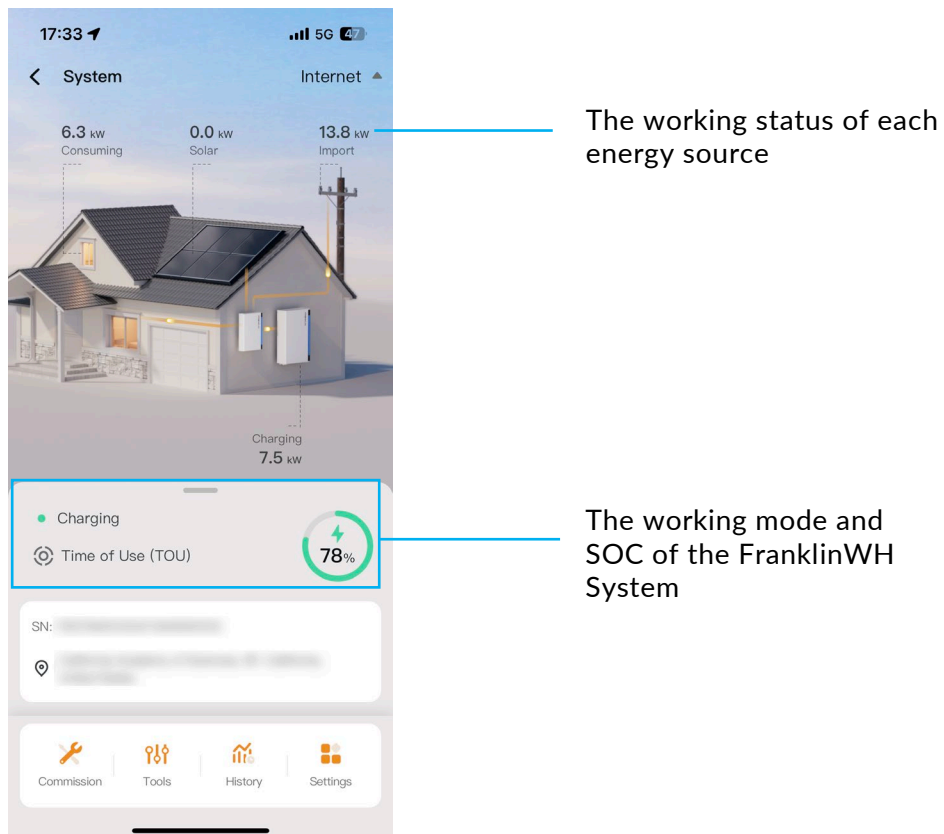 17:33 5G 47
System Internet
6.3 kW 0.0 kW 13.8 kW
Consuming Solar Import
The working status of each
energy source
Charging
7.5 kW
Charging
Time of Use (TOU)
78%
The working mode and
SOC of the FranklinWH
System
SN:
Commission Tools History Settings